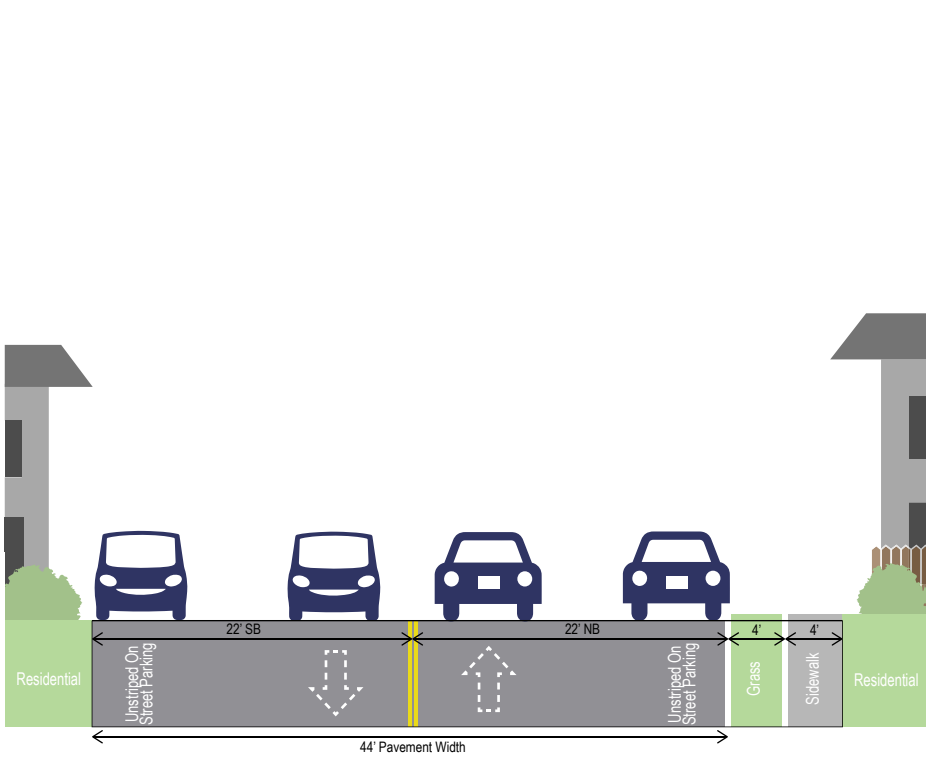 22’ SB
22’ NB
4’
4’
Residential
Unstriped On
Street Parking
Unstriped On
Street Parking
Grass
Sidewalk
Residential
44’ Pavement Width